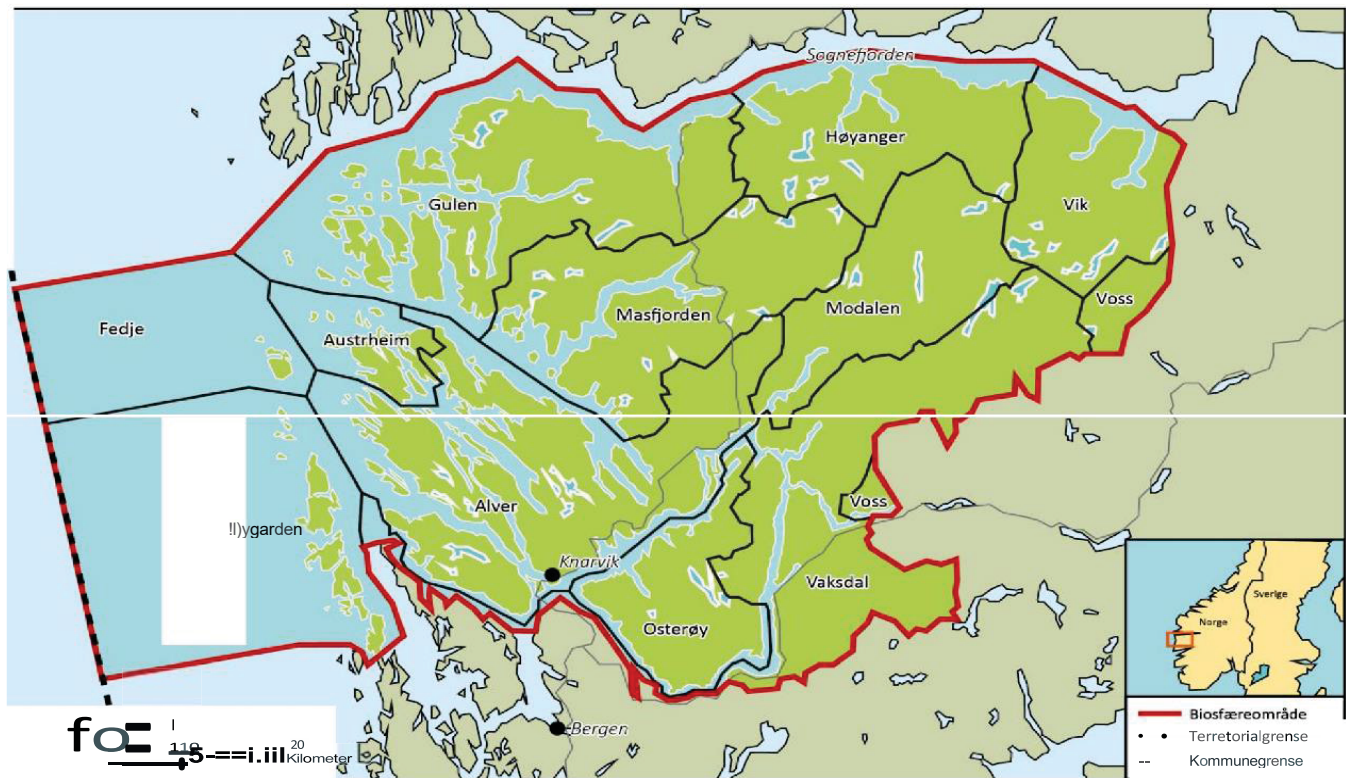 Sognefjorden
Høyanger
Gulen
Vik
Voss
Modalen
Masfjorden
Fedje
Austrheim
Alver
Voss
!l)ygarden
Knarvik
Vaksdal
Osterøy
Bergen
Sverige
Norge
20
Kilometer
Biosfæreområde
Terretorialgrense
Kommunegrense